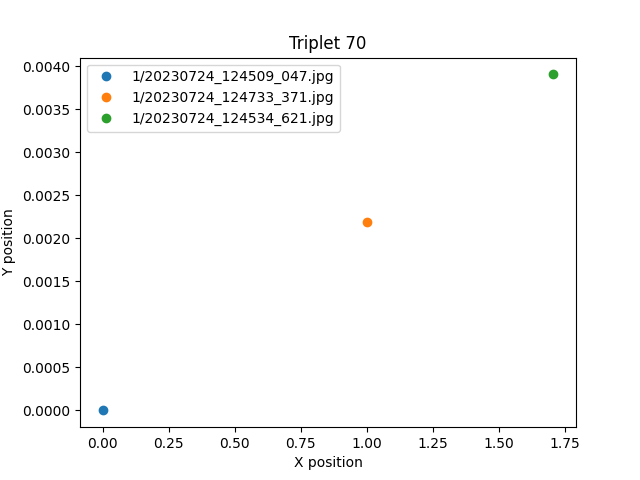 Triplet 70
1/20230724_124509_047.jpg
1/20230724_124733_371.jpg
1/20230724_124534_621.jpg
0.0040
0.0035
0.0030
0.0025
0.0020
0.0015
0.0010
0.0005
0.0000
Y position
0.00 0.25 0.50 0.75 1.00 1.25 1.50 1.75
X position